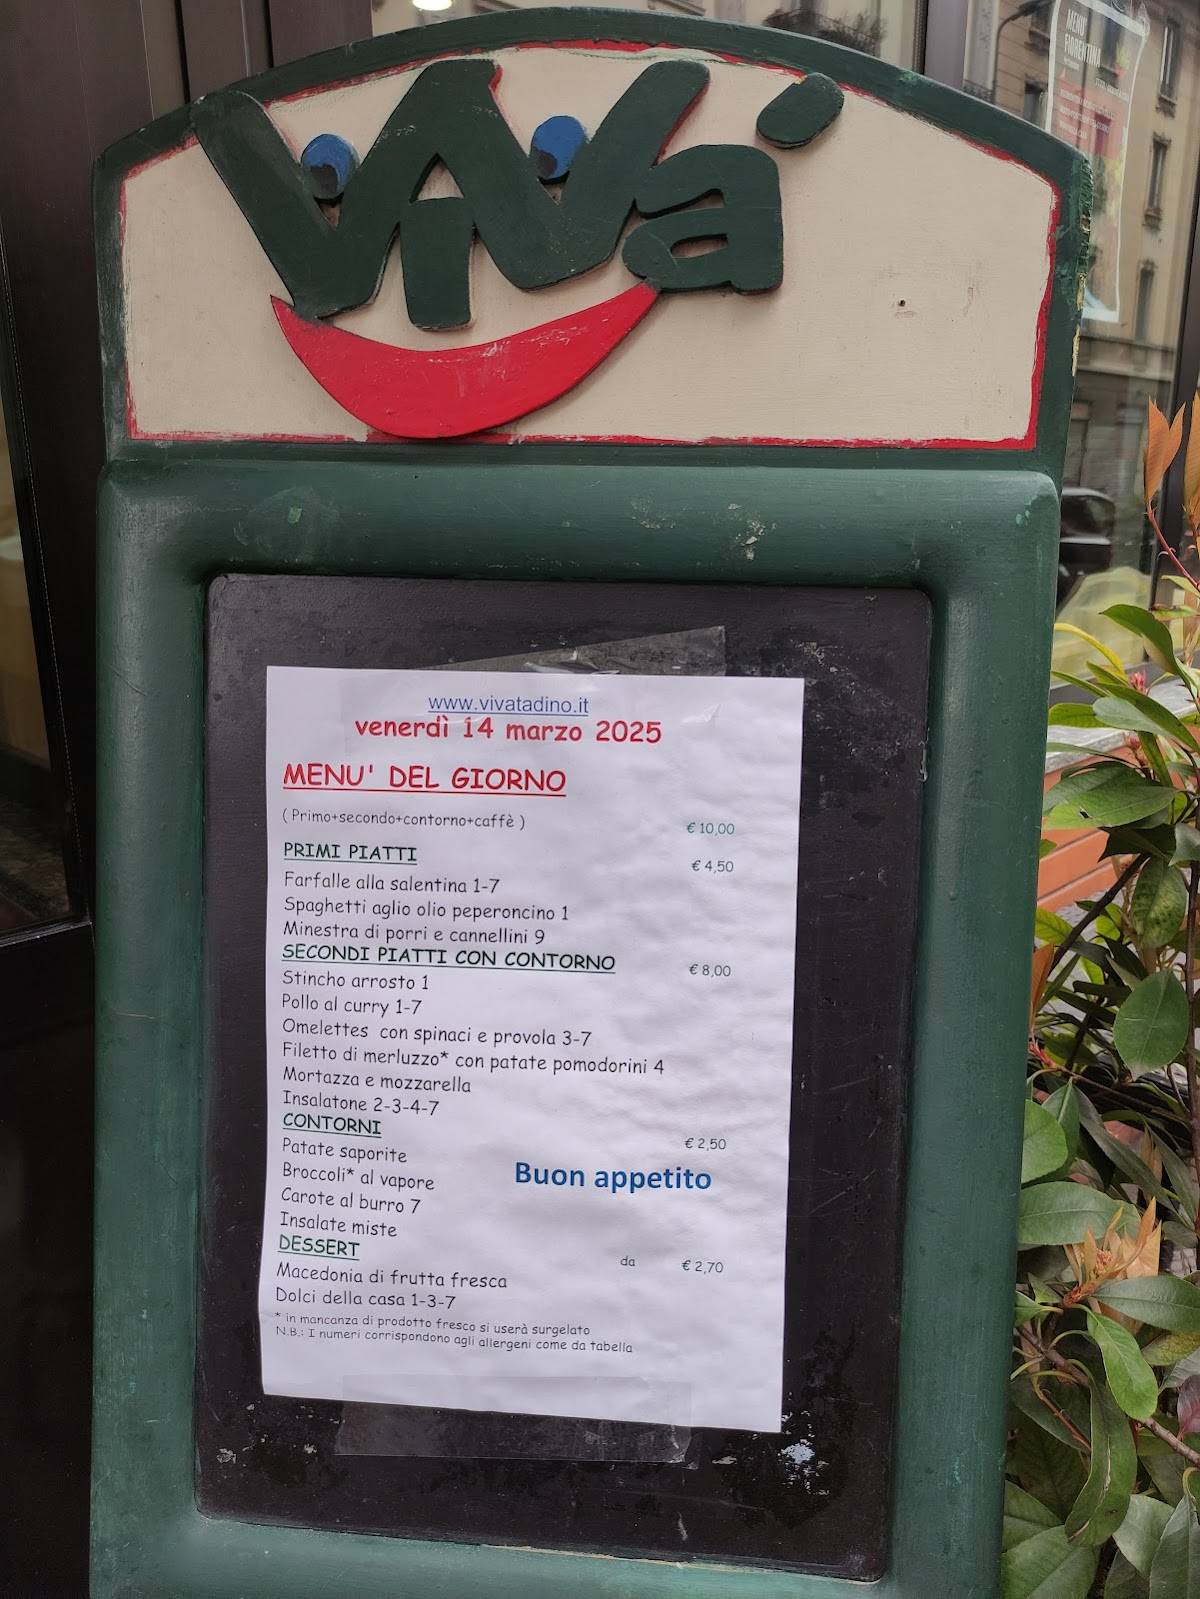 Vivà
MENU'
FIORENTINA
www.vivatadino.it
venerdì 14 marzo 2025
MENU' DEL GIORNO
( Primo+secondo+contorno+caffè ) € 10,00
PRIMI PIATTI € 4,50
Farfalle alla salentina 1-7
Spaghetti aglio olio peperoncino 1
Minestra di porri e cannellini 9
SECONDI PIATTI CON CONTORNO € 8,00
Stincho arrosto 1
Pollo al curry 1-7
Omelettes con spinaci e provola 3-7
Filetto di merluzzo* con patate pomodorini 4
Mortazza e mozzarella
Insalatone 2-3-4-7
CONTORNI € 2,50
Patate saporite
Broccoli* al vapore Buon appetito
Carote al burro 7
Insalate miste
DESSERT da € 2,70
Macedonia di frutta fresca
Dolci della casa 1-3-7
* in mancanza di prodotto fresco si userà surgelato
N.B.: I numeri corrispondono agli allergeni come da tabella